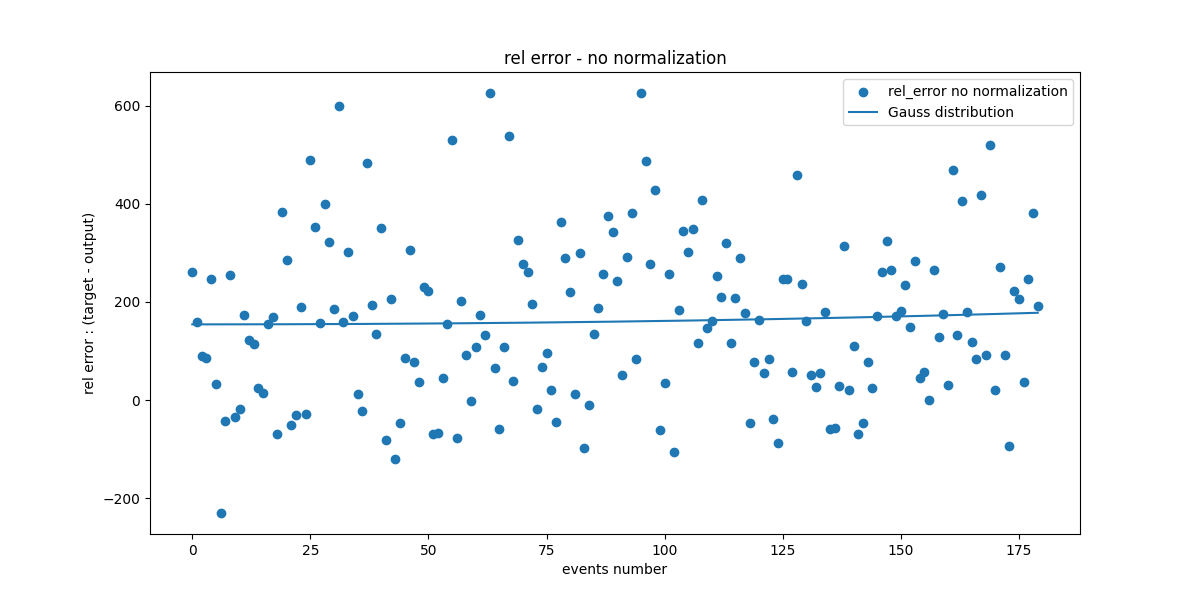 rel error - no normalization
rel_error no normalization
Gauss distribution
rel error : (target - output)
600
400
200
0
−200
0
25
50
75
100
125
150
175
events number